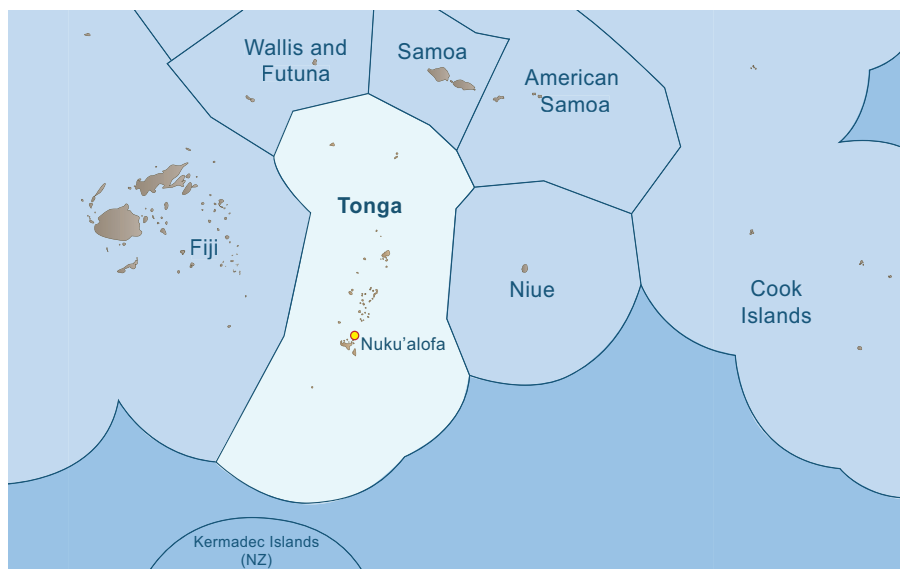 Wallis and
Futuna
Samoa
American
Samoa
Tonga
Fiji
Niue
Cook
Islands
Nuku’alofa
Kermadec Islands
(NZ)